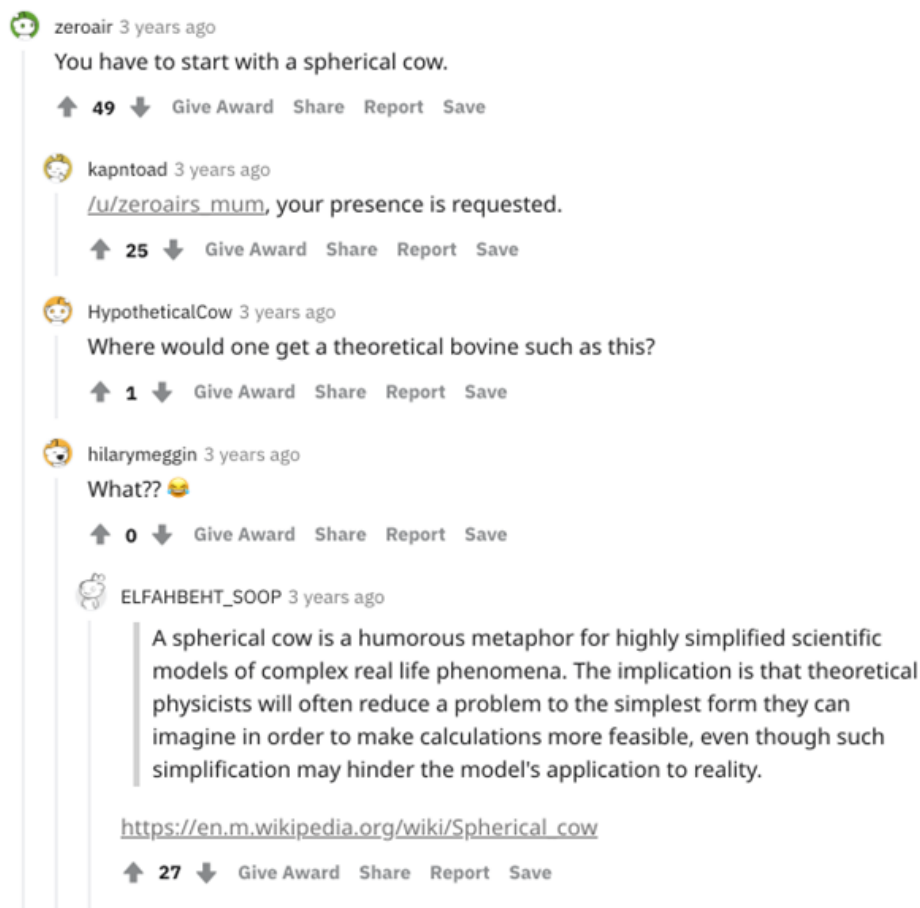 zeroair 3 years ago
You have to start with a spherical cow.
49 Give Award Share Report Save
kapntoad 3 years ago
/u/zeroairs_mum, your presence is requested.
25 Give Award Share Report Save
HypotheticalCow 3 years ago
Where would one get a theoretical bovine such as this?
1 Give Award Share Report Save
hilarymeggin 3 years ago
What?? 😂
0 Give Award Share Report Save
ELFAHBEHT_SOOP 3 years ago
A spherical cow is a humorous metaphor for highly simplified scientific
models of complex real life phenomena. The implication is that theoretical
physicists will often reduce a problem to the simplest form they can
imagine in order to make calculations more feasible, even though such
simplification may hinder the model's application to reality.
https://en.m.wikipedia.org/wiki/Spherical_cow
27 Give Award Share Report Save